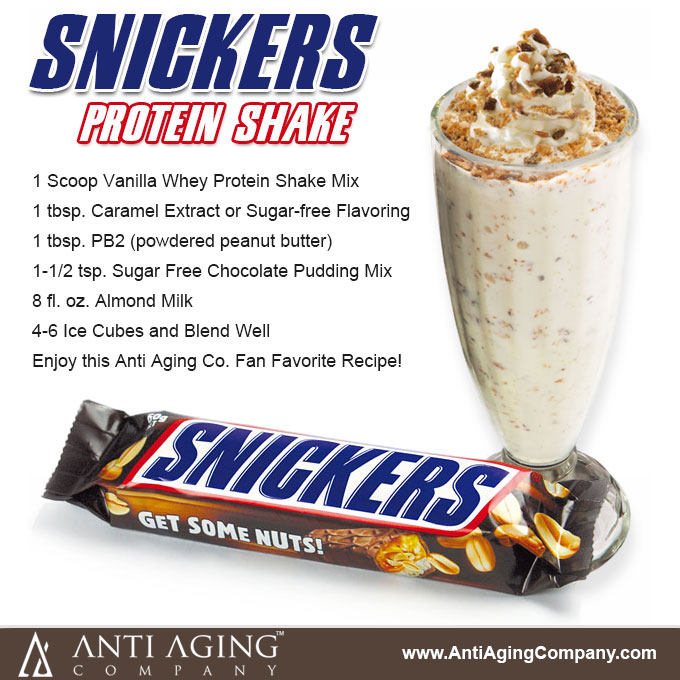 SNICKERS
PROTEIN SHAKE
1 Scoop Vanilla Whey Protein Shake Mix
1 tbsp. Caramel Extract or Sugar-free Flavoring
1 tbsp. PB2 (powdered peanut butter)
1-1/2 tsp. Sugar Free Chocolate Pudding Mix
8 fl. oz. Almond Milk
4-6 Ice Cubes and Blend Well
Enjoy this Anti Aging Co. Fan Favorite Recipe!
SNICKERS
GET SOME NUTS!
ANTI AGING™
COMPANY
www.AntiAgingCompany.com